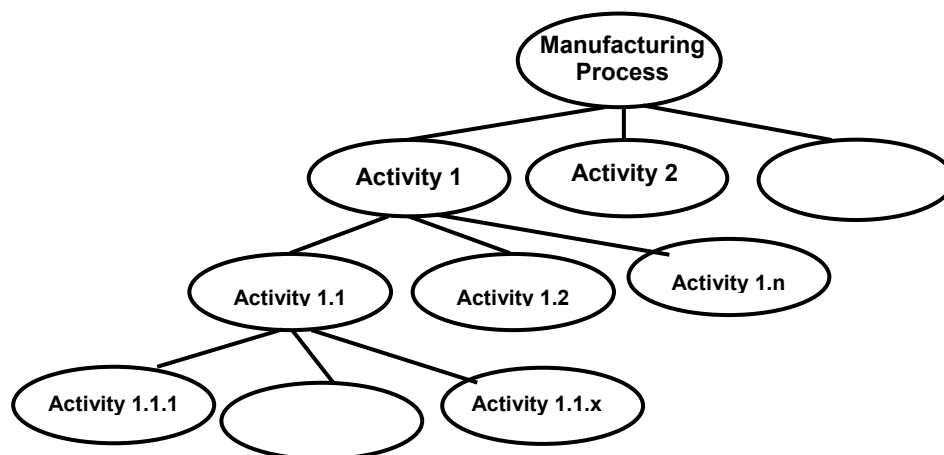 Manufacturing
Process
Activity 1
Activity 2
Activity 1.1
Activity 1.2
Activity 1.n
Activity 1.1.1
Activity 1.1.x